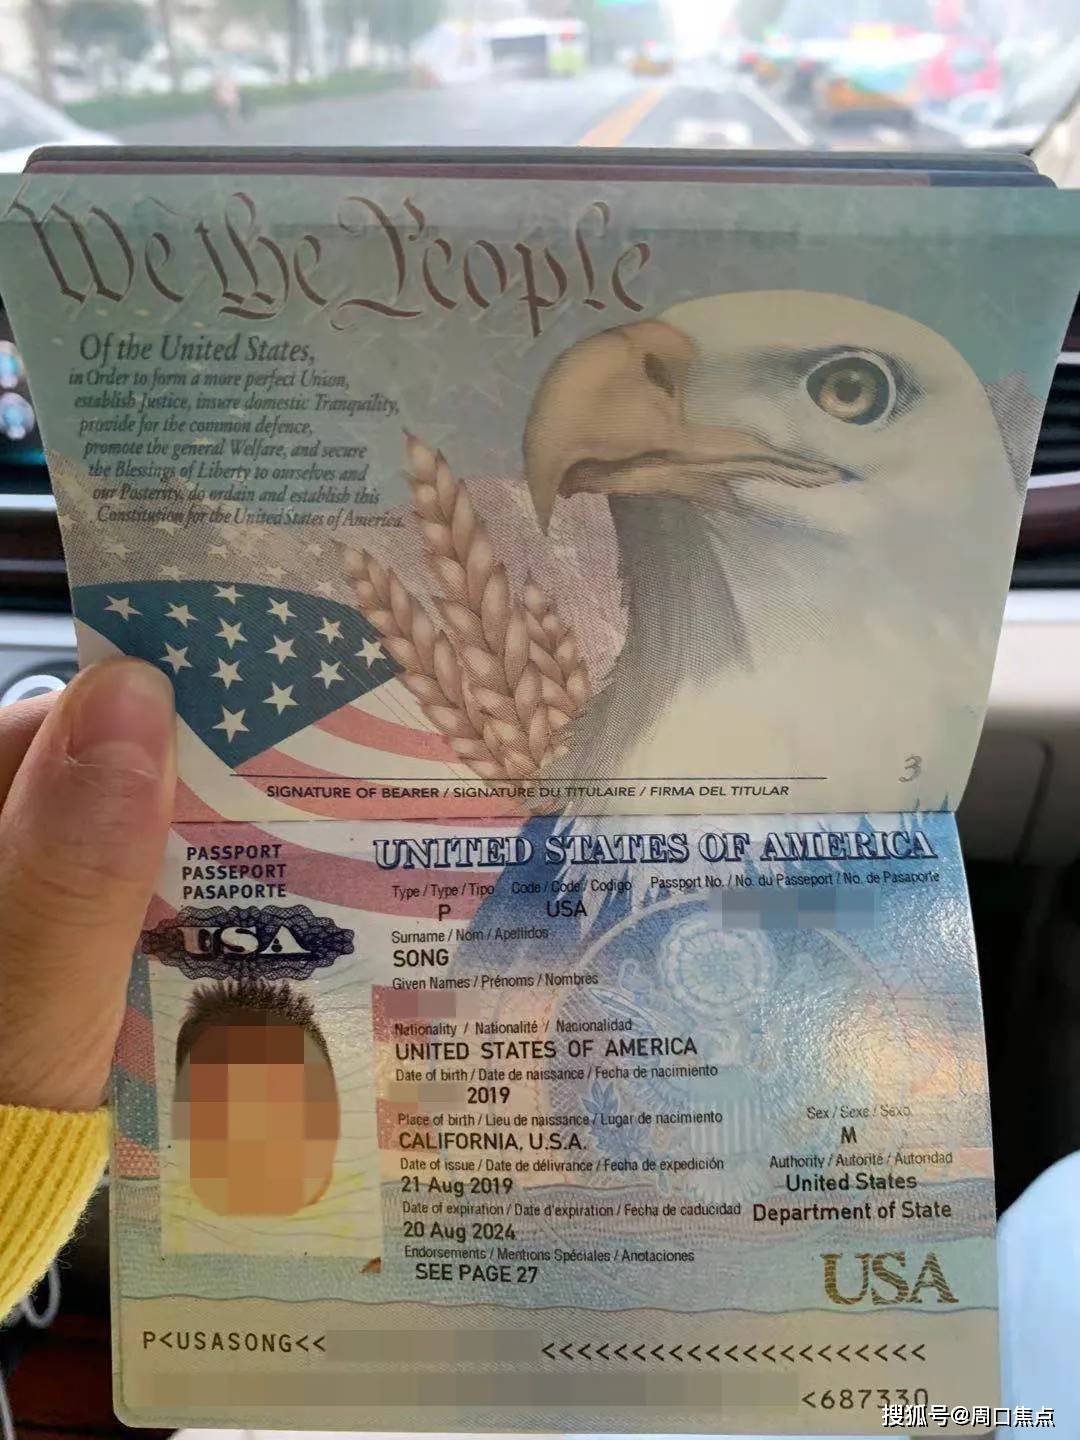 We the People
Of the United States,
in Order to form a more perfect Union,
establish Justice, insure domestic Tranquility,
provide for the common defence,
promote the general Welfare, and secure
the Blessings of Liberty to ourselves and
our Posterity, do ordain and establish this
Constitution for the United States of America.
3
SIGNATURE OF BEARER / SIGNATURE DU TITULAIRE / FIRMA DEL TITULAR
PASSPORT
PASSEPORT
PASAPORTE
USA
UNITED STATES OF AMERICA
Type / Type / Tipo Code / Code / Codigo Passport No. / No. du Passeport / No. de Pasaporte
P USA
Surname / Nom / Apellidos
SONG
Given Names / Prénoms / Nombres
Nationality / Nationalité / Nacionalidad
UNITED STATES OF AMERICA
Date of birth / Date de naissance / Fecha de nacimiento
2019
Place of birth / Lieu de naissance / Lugar de nacimiento
CALIFORNIA, U.S.A.
Sex / Sexe / Sexo
M
Date of issue / Date de délivrance / Fecha de expedición
21 Aug 2019
Authority / Autorité / Autoridad
United States
Department of State
Date of expiration / Date d'expiration / Fecha de caducidad
20 Aug 2024
Endorsements / Mentions Spéciales / Anotaciones
SEE PAGE 27
USA
P<USASONG<< <<<<<<<<<<<<<<<<<<<<<
<687330
搜狐号@周口焦点